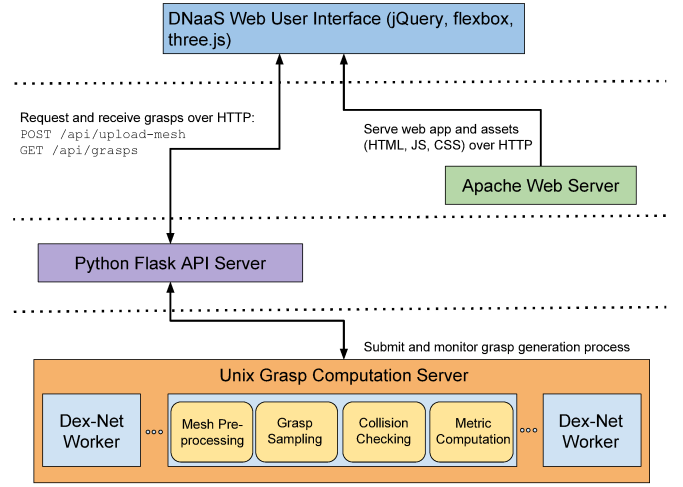 DNaaS Web User Interface (jQuery, flexbox,
three.js)
Request and receive grasps over HTTP:
POST /api/upload-mesh
GET /api/grasps
Serve web app and assets
(HTML, JS, CSS) over HTTP
Apache Web Server
Python Flask API Server
Submit and monitor grasp generation process
Unix Grasp Computation Server
Dex-Net
Worker
Mesh Pre-
processing
Grasp
Sampling
Collision
Checking
Metric
Computation
Dex-Net
Worker